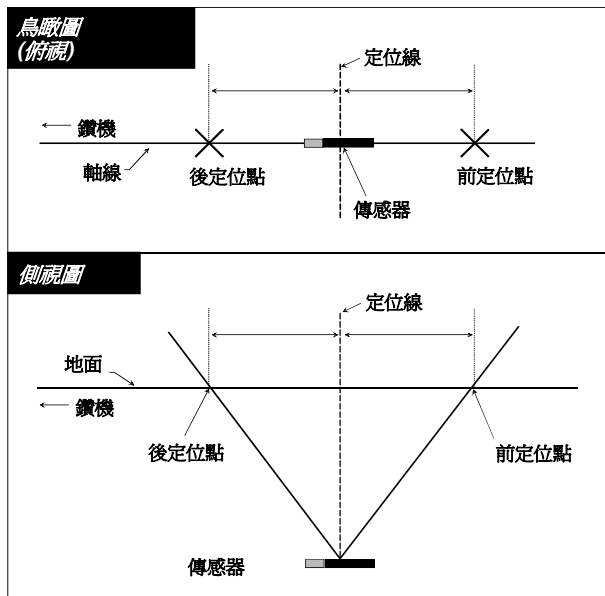 鳥瞰圖
(俯視)
定位線
鑽機
軸線
後定位點
前定位點
傳感器
側視圖
定位線
地面
鑽機
後定位點
前定位點
傳感器